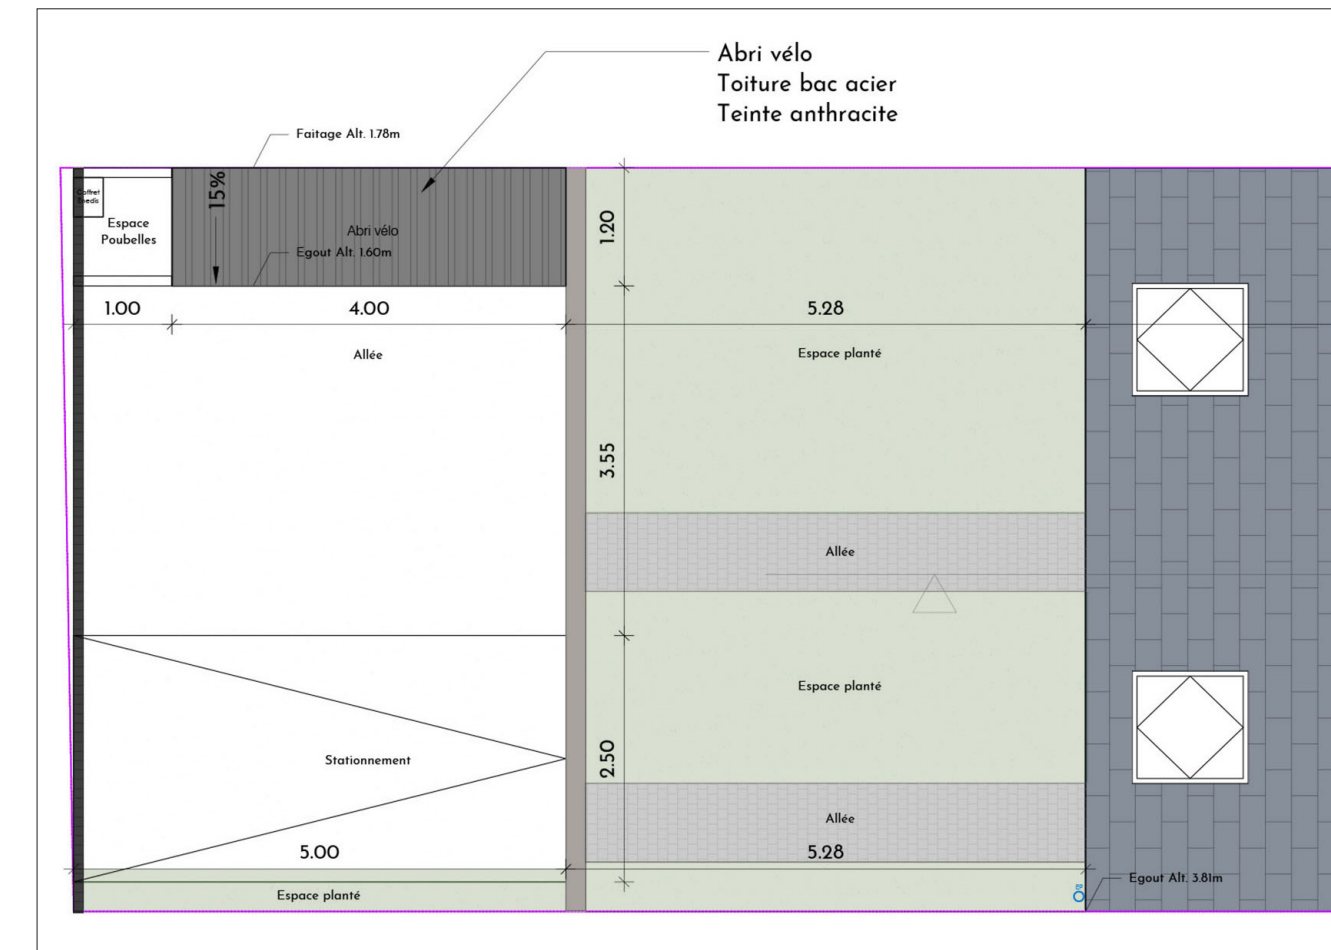 Abri vélo
Toiture bac acier
Teinte anthracite
Faitage Alt. 1.78m
15%
Coffret
Enedis
Espace
Poubelles
Abri vélo
Egout Alt. 1.60m
1.20
1.00
4.00
5.28
Allée
Espace planté
3.55
Allée
Espace planté
2.50
Stationnement
Allée
5.00
5.28
Egout Alt. 3.81m
Espace planté